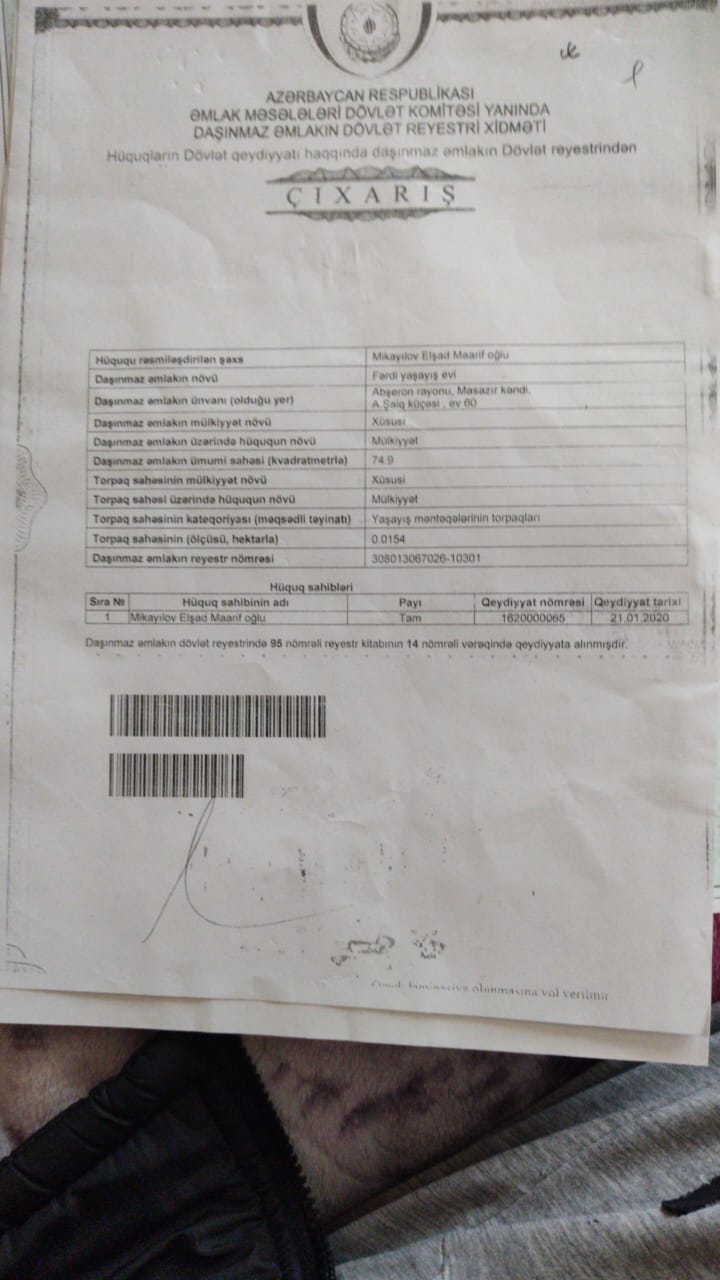 AZƏRBAYCAN RESPUBLİKASI
ƏMLAK MƏSƏLƏLƏRİ DÖVLƏT KOMİTƏSİ YANINDA
DAŞINMAZ ƏMLAKIN DÖVLƏT REYESTRİ XİDMƏTİ
Hüquqların Dövlət qeydiyyatı haqqında daşınmaz əmlakın Dövlət reyestrindən
ÇIXARIŞ
Hüququ rəsmiləşdirilən şəxs Mikayılov Elşad Maarif oğlu
Daşınmaz əmlakın növü Fərdi yaşayış evi
Daşınmaz əmlakın ünvanı (olduğu yer) Abşeron rayonu, Masazır kəndi,
A.Şaiq küçəsi , ev 60
Daşınmaz əmlakın mülkiyyət növü Xüsusi
Daşınmaz əmlakın üzərində hüququn növü Mülkiyyət
Daşınmaz əmlakın ümumi sahəsi (kvadratmetrlə) 74.9
Torpaq sahəsinin mülkiyyət növü Xüsusi
Torpaq sahəsi üzərində hüququn növü Mülkiyyət
Torpaq sahəsinin kateqoriyası (məqsədli təyinatı) Yaşayış məntəqələrinin torpaqları
Torpaq sahəsinin (ölçüsü, hektarla) 0.0154
Daşınmaz əmlakın reyestr nömrəsi 308013067026-10301
Hüquq sahibləri
Sıra № Hüquq sahibinin adı Payı Qeydiyyat nömrəsi Qeydiyyat tarixi
1 Mikayılov Elşad Maarif oğlu Tam 1620000065 21.01.2020
Daşınmaz əmlakın dövlət reyestrində 95 nömrəli reyestr kitabının 14 nömrəli vərəqində qeydiyyata alınmışdır.
laminasiya olunmasına yol verilmir